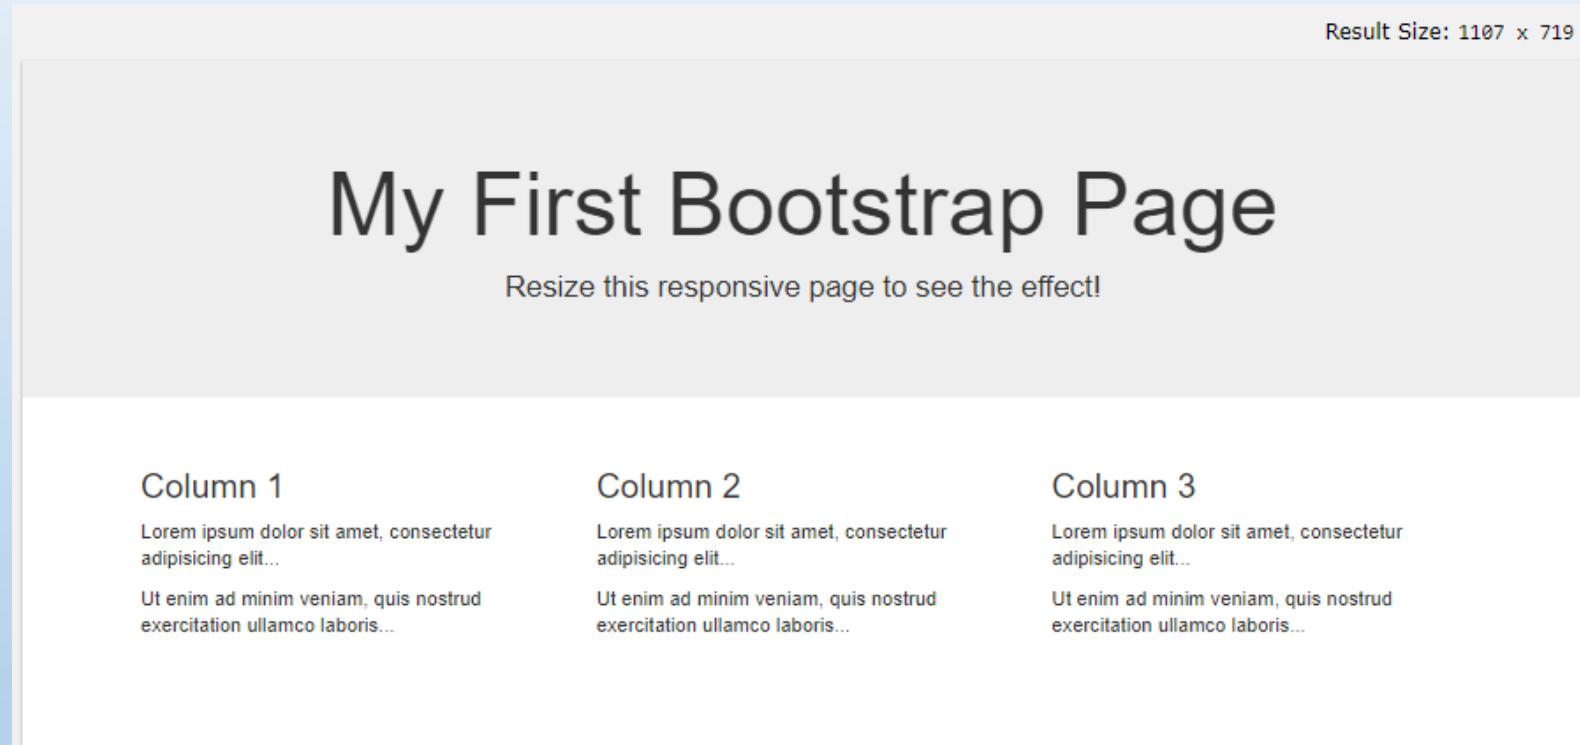 Result Size: 1107 x 719
My First Bootstrap Page
Resize this responsive page to see the effect!
Column 1
Lorem ipsum dolor sit amet, consectetur
adipisicing elit...
Ut enim ad minim veniam, quis nostrud
exercitation ullamco laboris...
Column 2
Lorem ipsum dolor sit amet, consectetur
adipisicing elit...
Ut enim ad minim veniam, quis nostrud
exercitation ullamco laboris...
Column 3
Lorem ipsum dolor sit amet, consectetur
adipisicing elit...
Ut enim ad minim veniam, quis nostrud
exercitation ullamco laboris...